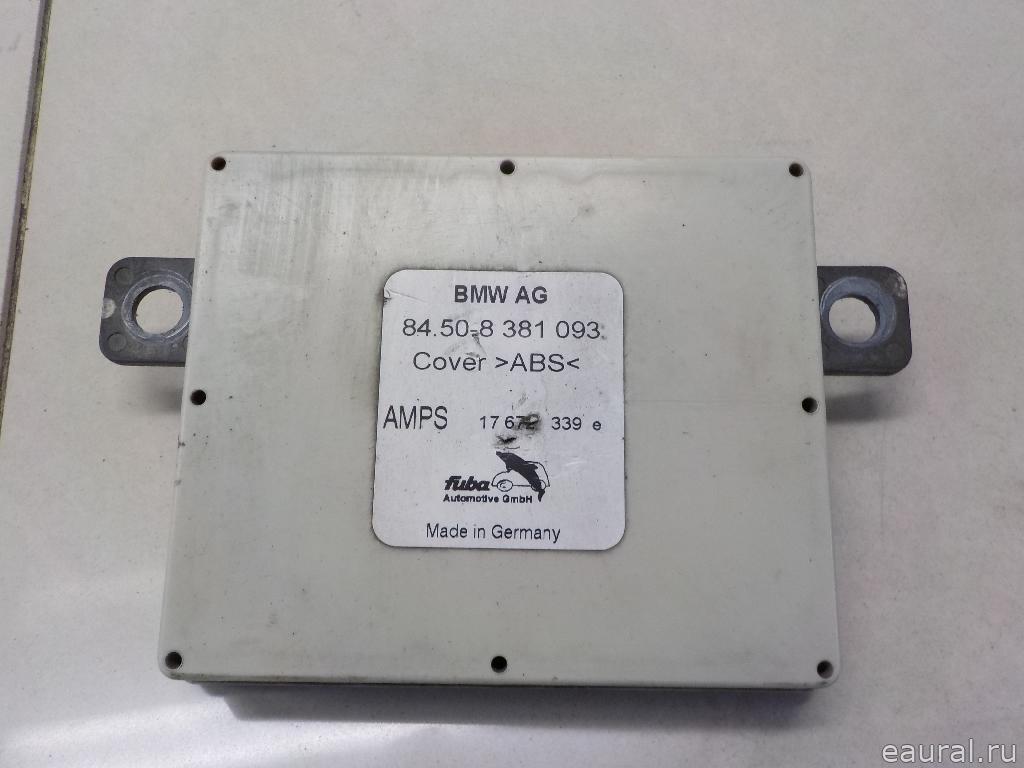 BMW AG
84.50-8 381 093
Cover >ABS<
AMPS 17 339 e
fuba
Automotive GmbH
Made in Germany
eaural.ru